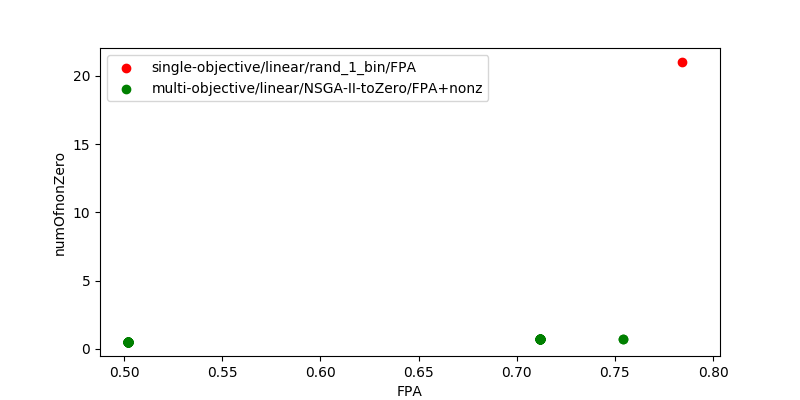 single-objective/linear/rand_1_bin/FPA
multi-objective/linear/NSGA-II-toZero/FPA+nonz
numOfnonZero
20
15
10
5
0
0.50 0.55 0.60 0.65 0.70 0.75 0.80
FPA